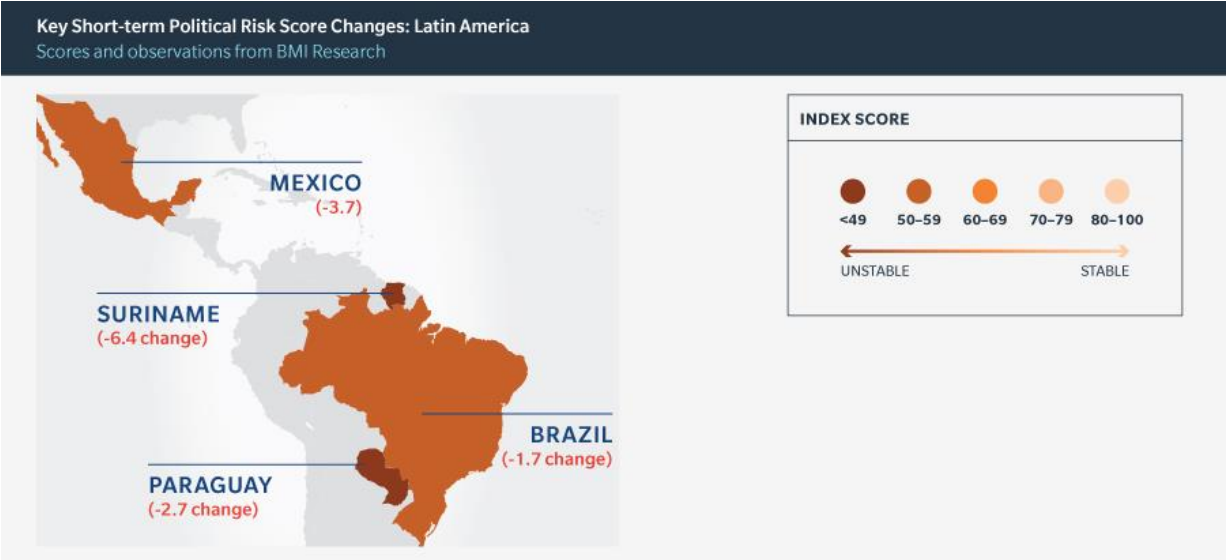 Key Short-term Political Risk Score Changes: Latin America
Scores and observations from BMI Research
MEXICO
(-3.7)
SURINAME
(-6.4 change)
BRAZIL
(-1.7 change)
PARAGUAY
(-2.7 change)
INDEX SCORE
<49 50–59 60–69 70–79 80–100
UNSTABLE STABLE